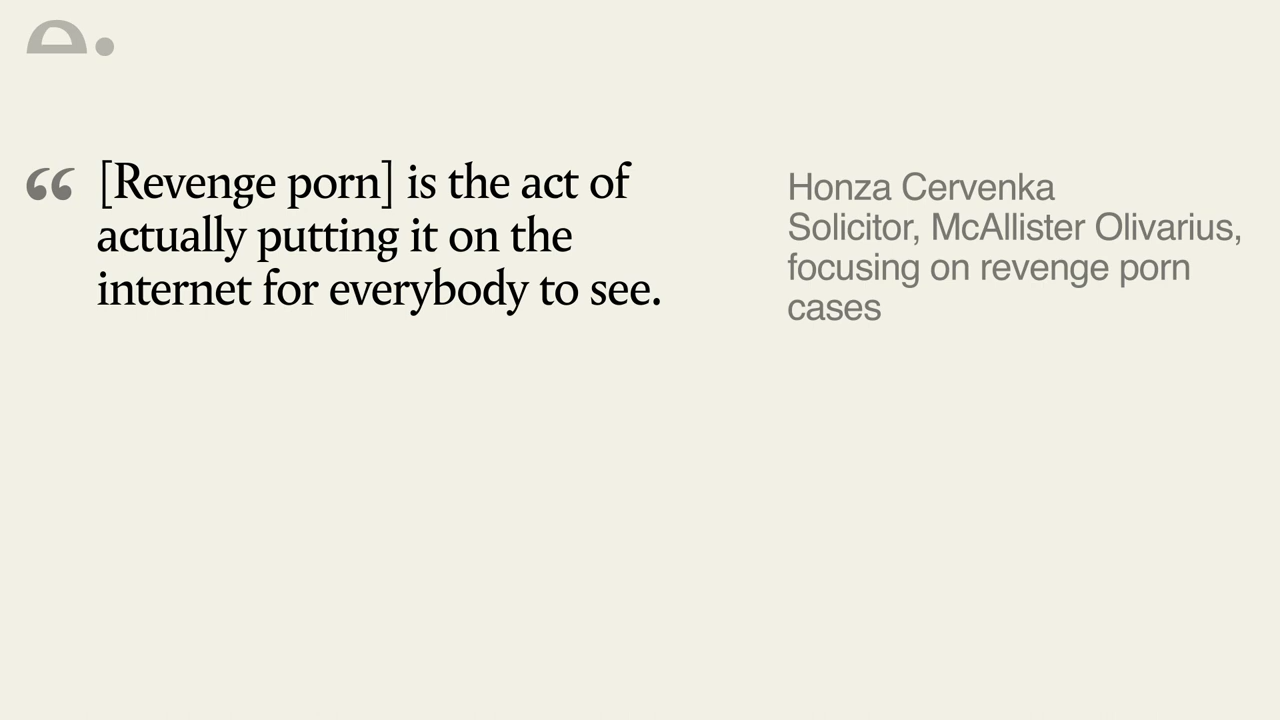 “ [Revenge porn] is the act of
actually putting it on the
internet for everybody to see.
Honza Cervenka
Solicitor, McAllister Olivarius,
focusing on revenge porn
cases